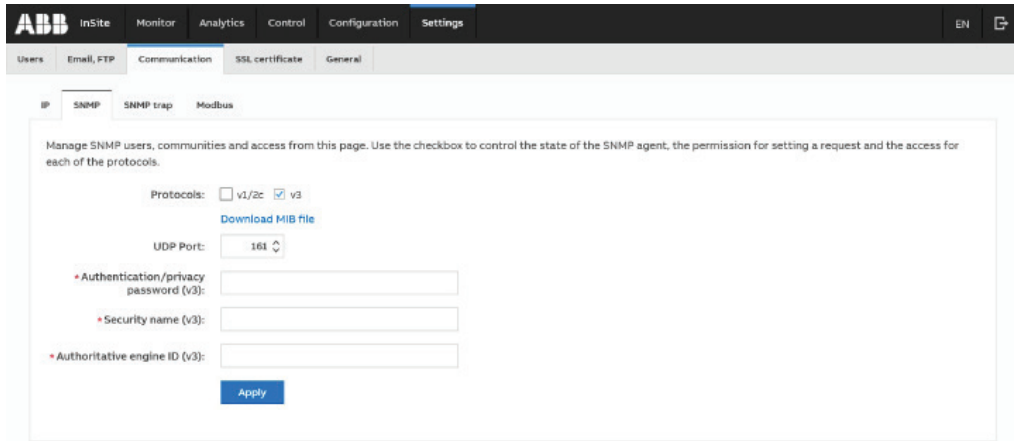 ABB InSite Monitor Analytics Control Configuration Settings EN
Users Email, FTP Communication SSL certificate General
IP SNMP SNMP trap Modbus
Manage SNMP users, communities and access from this page. Use the checkbox to control the state of the SNMP agent, the permission for setting a request and the access for
each of the protocols.
Protocols: v1/2c v3
Download MIB file
UDP Port: 161
*Authentication/privacy
password (v3):
*Security name (v3):
*Authoritative engine ID (v3):
Apply